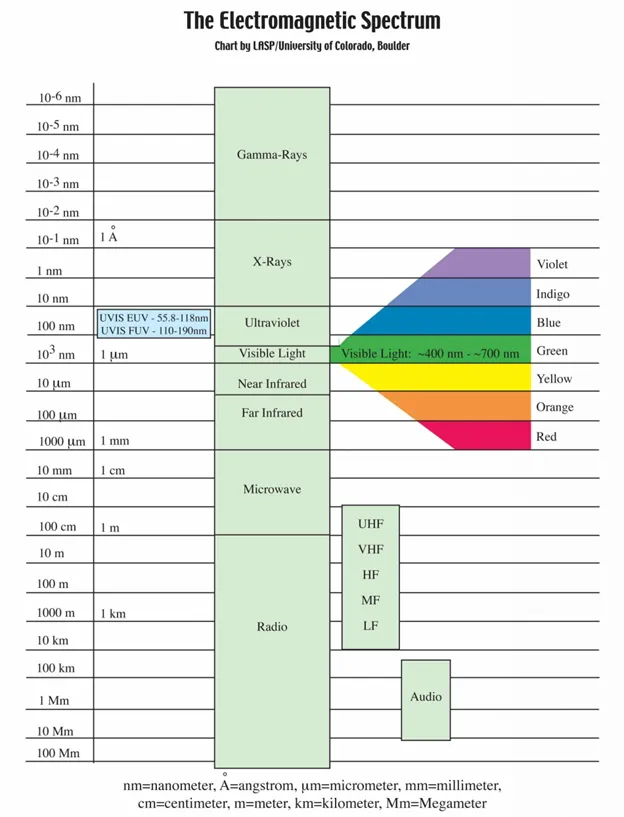 The Electromagnetic Spectrum
Chart by LASP/University of Colorado, Boulder
10-6 nm
10-5 nm
10-4 nm
Gamma-Rays
10-3 nm
10-2 nm
10-1 nm
1 Å
X-Rays
Violet
1 nm
Indigo
10 nm
UVIS EUV - 55.8-118nm
UVIS FUV - 110-190nm
100 nm
Ultraviolet
Blue
10³ nm
1 µm
Visible Light
Visible Light: ~400 nm - ~700 nm
Green
10 µm
Near Infrared
Yellow
100 µm
Far Infrared
Orange
1000 µm
1 mm
Red
10 mm
1 cm
Microwave
10 cm
100 cm
1 m
UHF
10 m
VHF
100 m
HF
1000 m
1 km
MF
Radio
LF
10 km
100 km
1 Mm
Audio
10 Mm
100 Mm
nm=nanometer, Å=angstrom, µm=micrometer, mm=millimeter,
cm=centimeter, m=meter, km=kilometer, Mm=Megameter